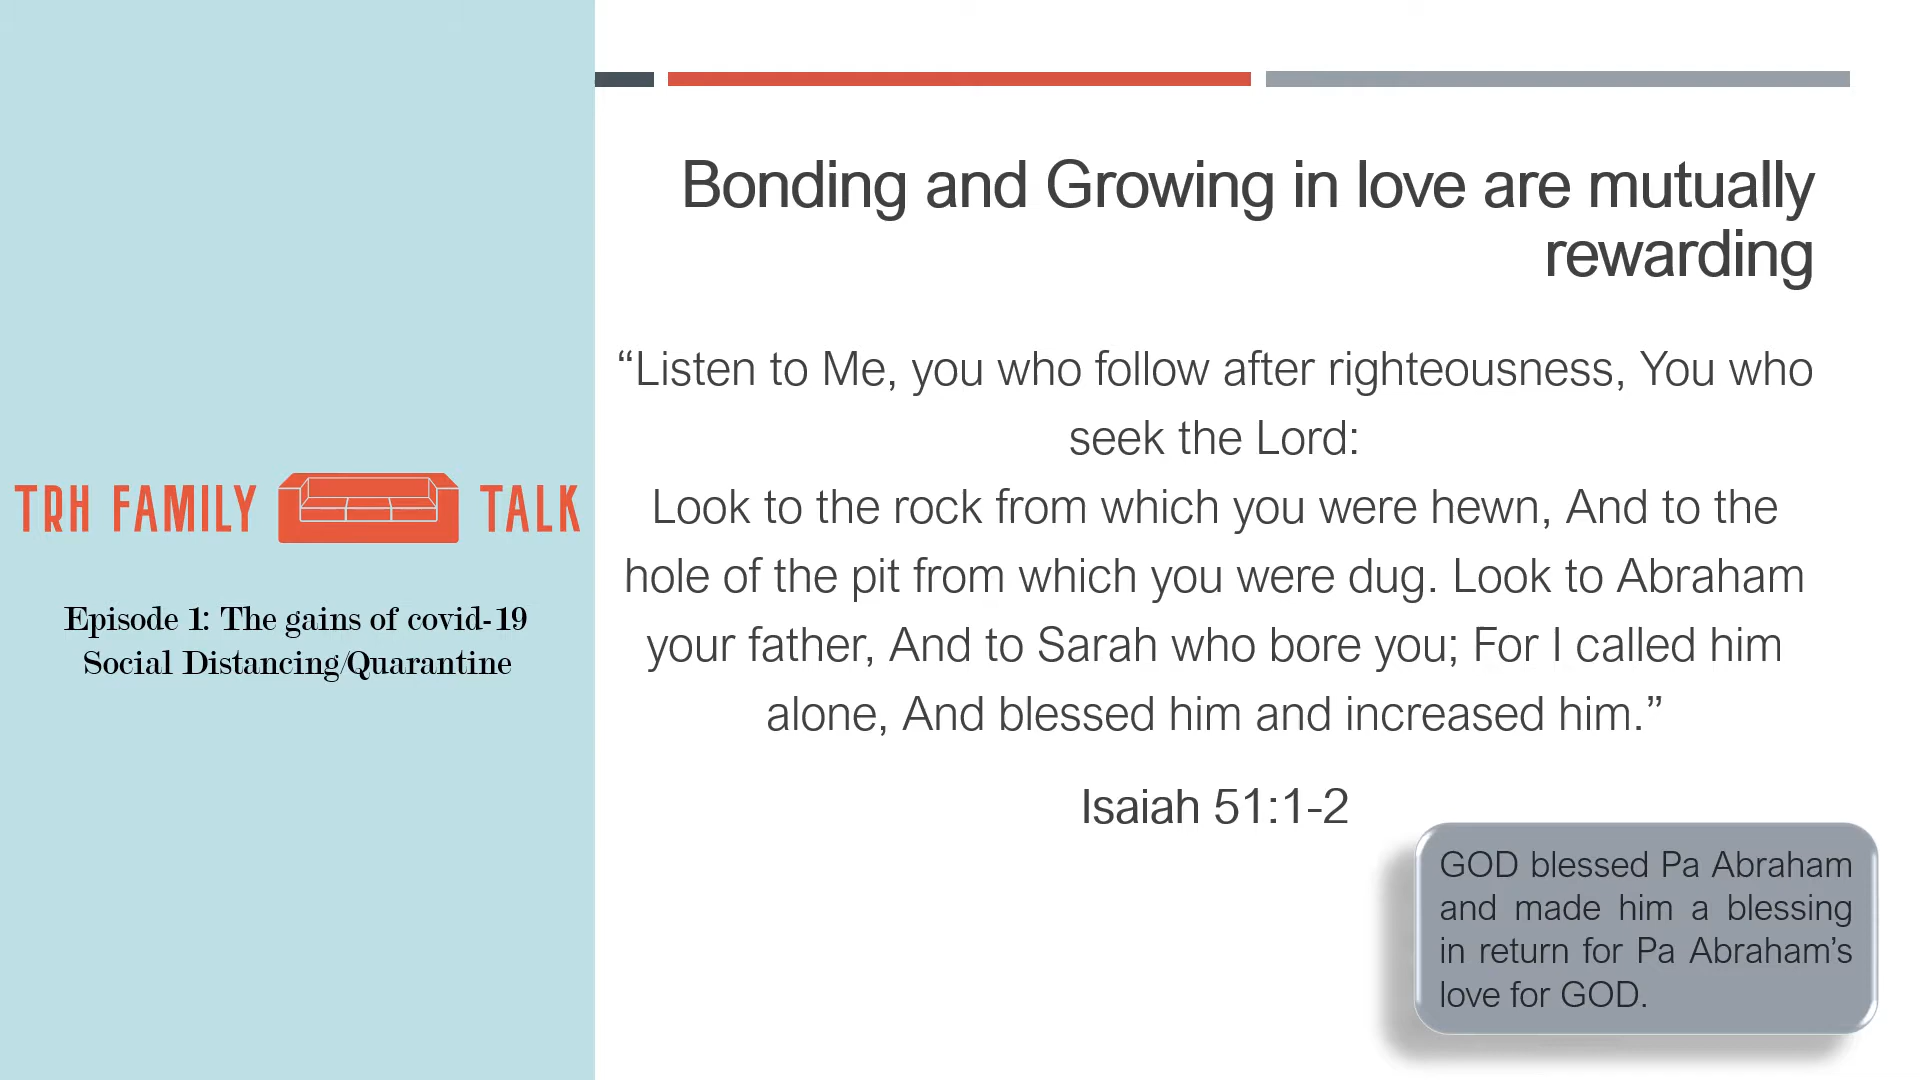 TRH FAMILY TALK
Episode 1: The gains of covid-19
Social Distancing/Quarantine
Bonding and Growing in love are mutually
rewarding
“Listen to Me, you who follow after righteousness, You who
seek the Lord:
Look to the rock from which you were hewn, And to the
hole of the pit from which you were dug. Look to Abraham
your father, And to Sarah who bore you; For I called him
alone, And blessed him and increased him.”
Isaiah 51:1-2
GOD blessed Pa Abraham
and made him a blessing
in return for Pa Abraham’s
love for GOD.